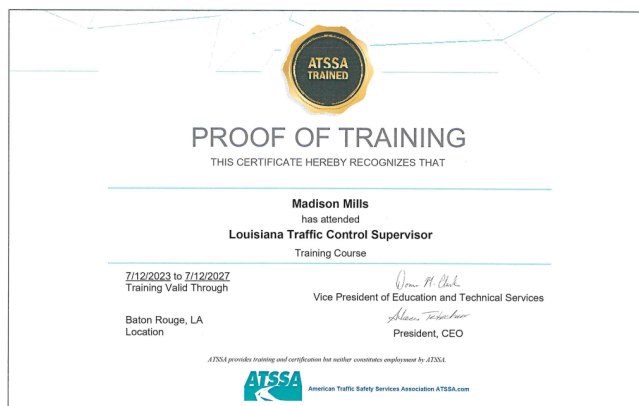 ATSSA
TRAINED
PROOF OF TRAINING
THIS CERTIFICATE HEREBY RECOGNIZES THAT
Madison Mills
has attended
Louisiana Traffic Control Supervisor
Training Course
7/12/2023 to 7/12/2027
Training Valid Through
Vice President of Education and Technical Services
Baton Rouge, LA
Location
President, CEO
ATSSA provides training and certification but neither constitutes employment by ATSSA.
ATSSA
American Traffic Safety Services Association ATSSA.com